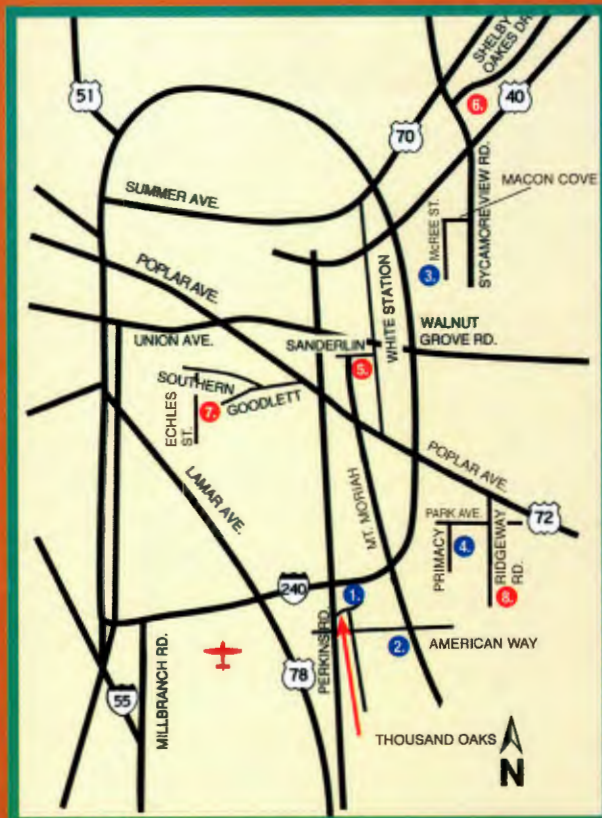 SHELBY
OAKES DR.
51
40
6.
70
SUMMER AVE.
MACON COVE
McREE ST.
SYCAMORE VIEW RD.
3.
POPLAR AVE.
WHITE STATION
WALNUT
GROVE RD.
UNION AVE.
SANDERLIN
5.
SOUTHERN
GOODLETT
7.
ECHLES
ST.
LAMAR AVE.
MT. MORIAH
POPLAR AVE.
72
PARK AVE.
PRIMACY
4.
RIDGEWAY
RD.
8.
240
1.
PERKINS RD.
2.
AMERICAN WAY
78
55
MILLBRANCH RD.
THOUSAND OAKS
N